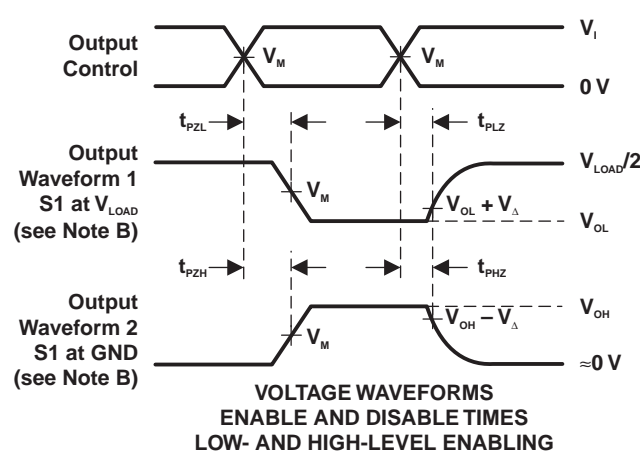 Output
Control
V_M
V_M
V_I
0 V
t_PZL
t_PLZ
Output
Waveform 1
S1 at V_LOAD
(see Note B)
V_M
V_OL + V_Δ
V_LOAD/2
V_OL
t_PZH
t_PHZ
Output
Waveform 2
S1 at GND
(see Note B)
V_M
V_OH – V_Δ
V_OH
≈0 V
VOLTAGE WAVEFORMS
ENABLE AND DISABLE TIMES
LOW- AND HIGH-LEVEL ENABLING